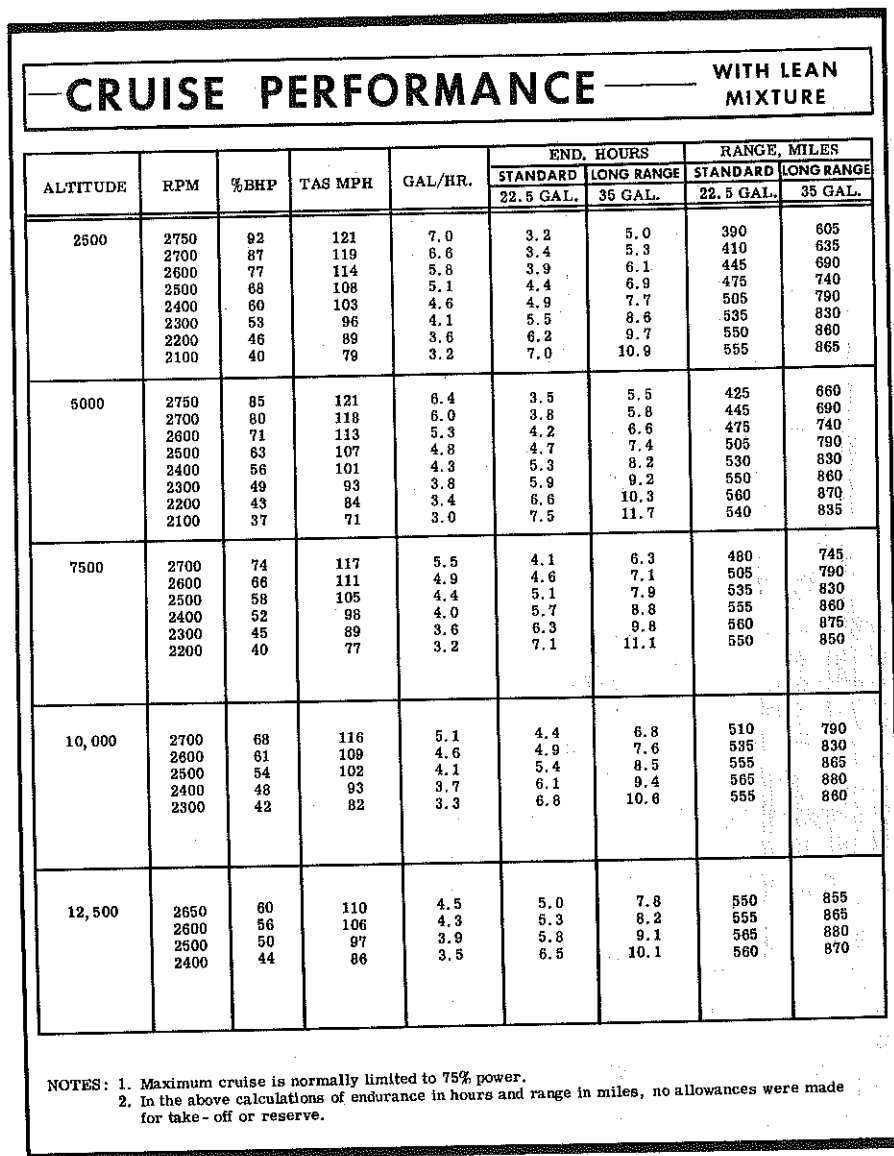 CRUISE PERFORMANCE WITH LEAN MIXTURE
END. HOURS RANGE, MILES
ALTITUDE RPM %BHP TAS MPH GAL/HR. STANDARD LONG RANGE STANDARD LONG RANGE
22.5 GAL. 35 GAL. 22.5 GAL. 35 GAL.
2500 2750 92 121 7.0 3.2 5.0 390 605
2700 87 119 6.6 3.4 5.3 410 635
2600 77 114 5.8 3.9 6.1 445 690
2500 68 108 5.1 4.4 6.9 475 740
2400 60 103 4.6 4.9 7.7 505 790
2300 53 96 4.1 5.5 8.6 535 830
2200 46 89 3.6 6.2 9.7 550 860
2100 40 79 3.2 7.0 10.9 555 865
5000 2750 85 121 6.4 3.5 5.5 425 660
2700 80 118 6.0 3.8 5.8 445 690
2600 71 113 5.3 4.2 6.6 475 740
2500 63 107 4.8 4.7 7.4 505 790
2400 56 101 4.3 5.3 8.2 530 830
2300 49 93 3.8 5.9 9.2 550 860
2200 43 84 3.4 6.6 10.3 560 870
2100 37 71 3.0 7.5 11.7 540 835
7500 2700 74 117 5.5 4.1 6.3 480 745
2600 66 111 4.9 4.6 7.1 505 790
2500 58 105 4.4 5.1 7.9 535 830
2400 52 98 4.0 5.7 8.8 555 860
2300 45 89 3.6 6.3 9.8 560 875
2200 40 77 3.2 7.1 11.1 550 850
10,000 2700 68 116 5.1 4.4 6.8 510 790
2600 61 109 4.6 4.9 7.6 535 830
2500 54 102 4.1 5.4 8.5 555 865
2400 48 93 3.7 6.1 9.4 565 880
2300 42 82 3.3 6.8 10.6 555 860
12,500 2650 60 110 4.5 5.0 7.8 550 855
2600 56 106 4.3 5.3 8.2 555 865
2500 50 97 3.9 5.8 9.1 565 880
2400 44 86 3.5 6.5 10.1 560 870
NOTES: 1. Maximum cruise is normally limited to 75% power.
2. In the above calculations of endurance in hours and range in miles, no allowances were made
for take-off or reserve.